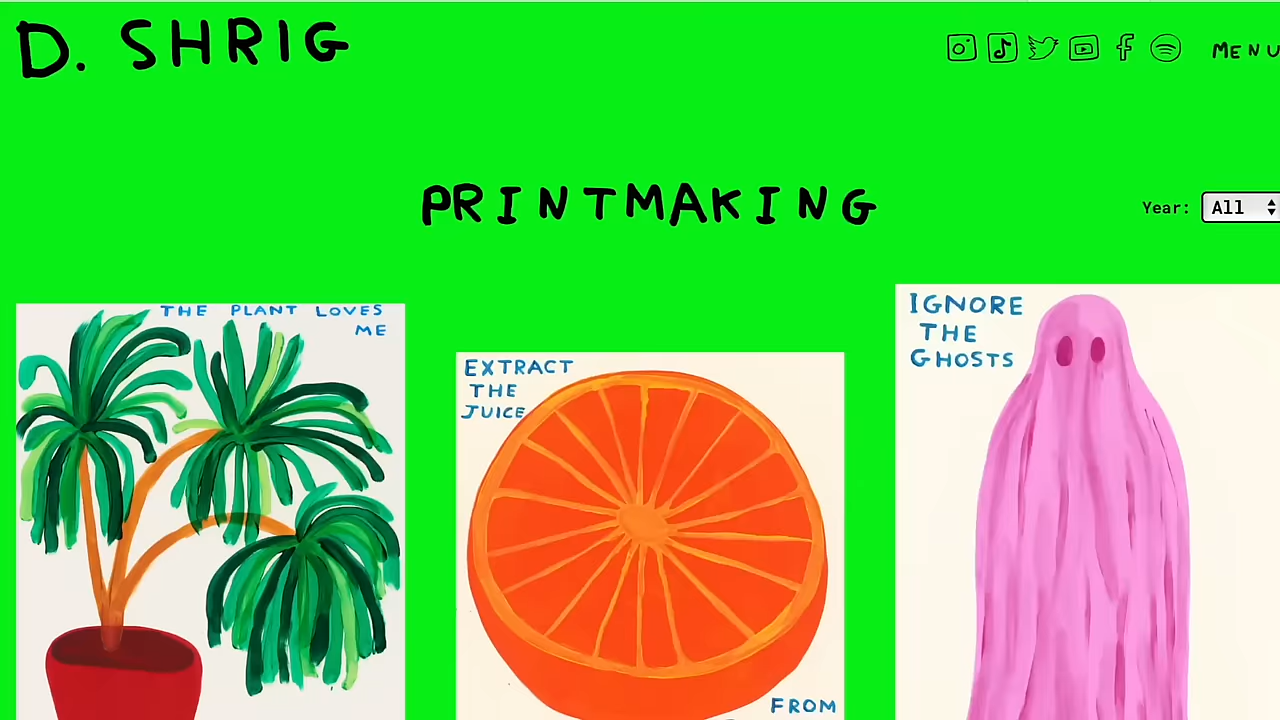 D. SHRIG
MENU
PRINTMAKING
Year: All
THE PLANT LOVES
ME
EXTRACT
THE
JUICE
FROM
IGNORE
THE
GHOSTS